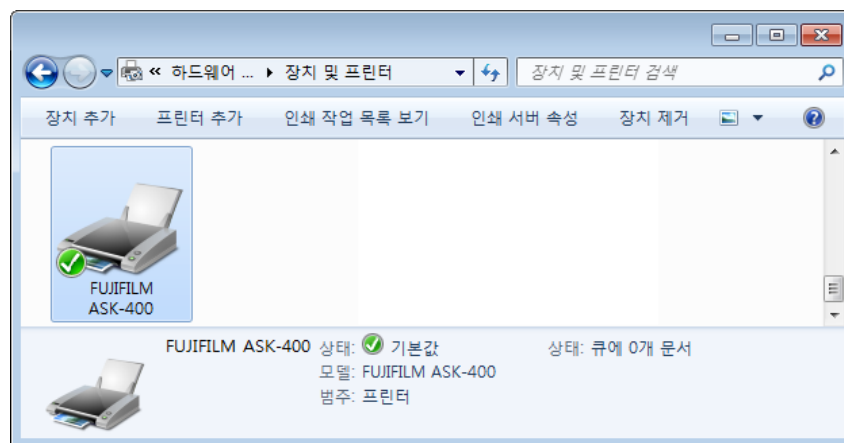 « 하드웨어 ... ▸ 장치 및 프린터
장치 및 프린터 검색
장치 추가 프린터 추가 인쇄 작업 목록 보기 인쇄 서버 속성 장치 제거
FUJIFILM
ASK-400
FUJIFILM ASK-400 상태: 기본값 상태: 큐에 0개 문서
모델: FUJIFILM ASK-400
범주: 프린터